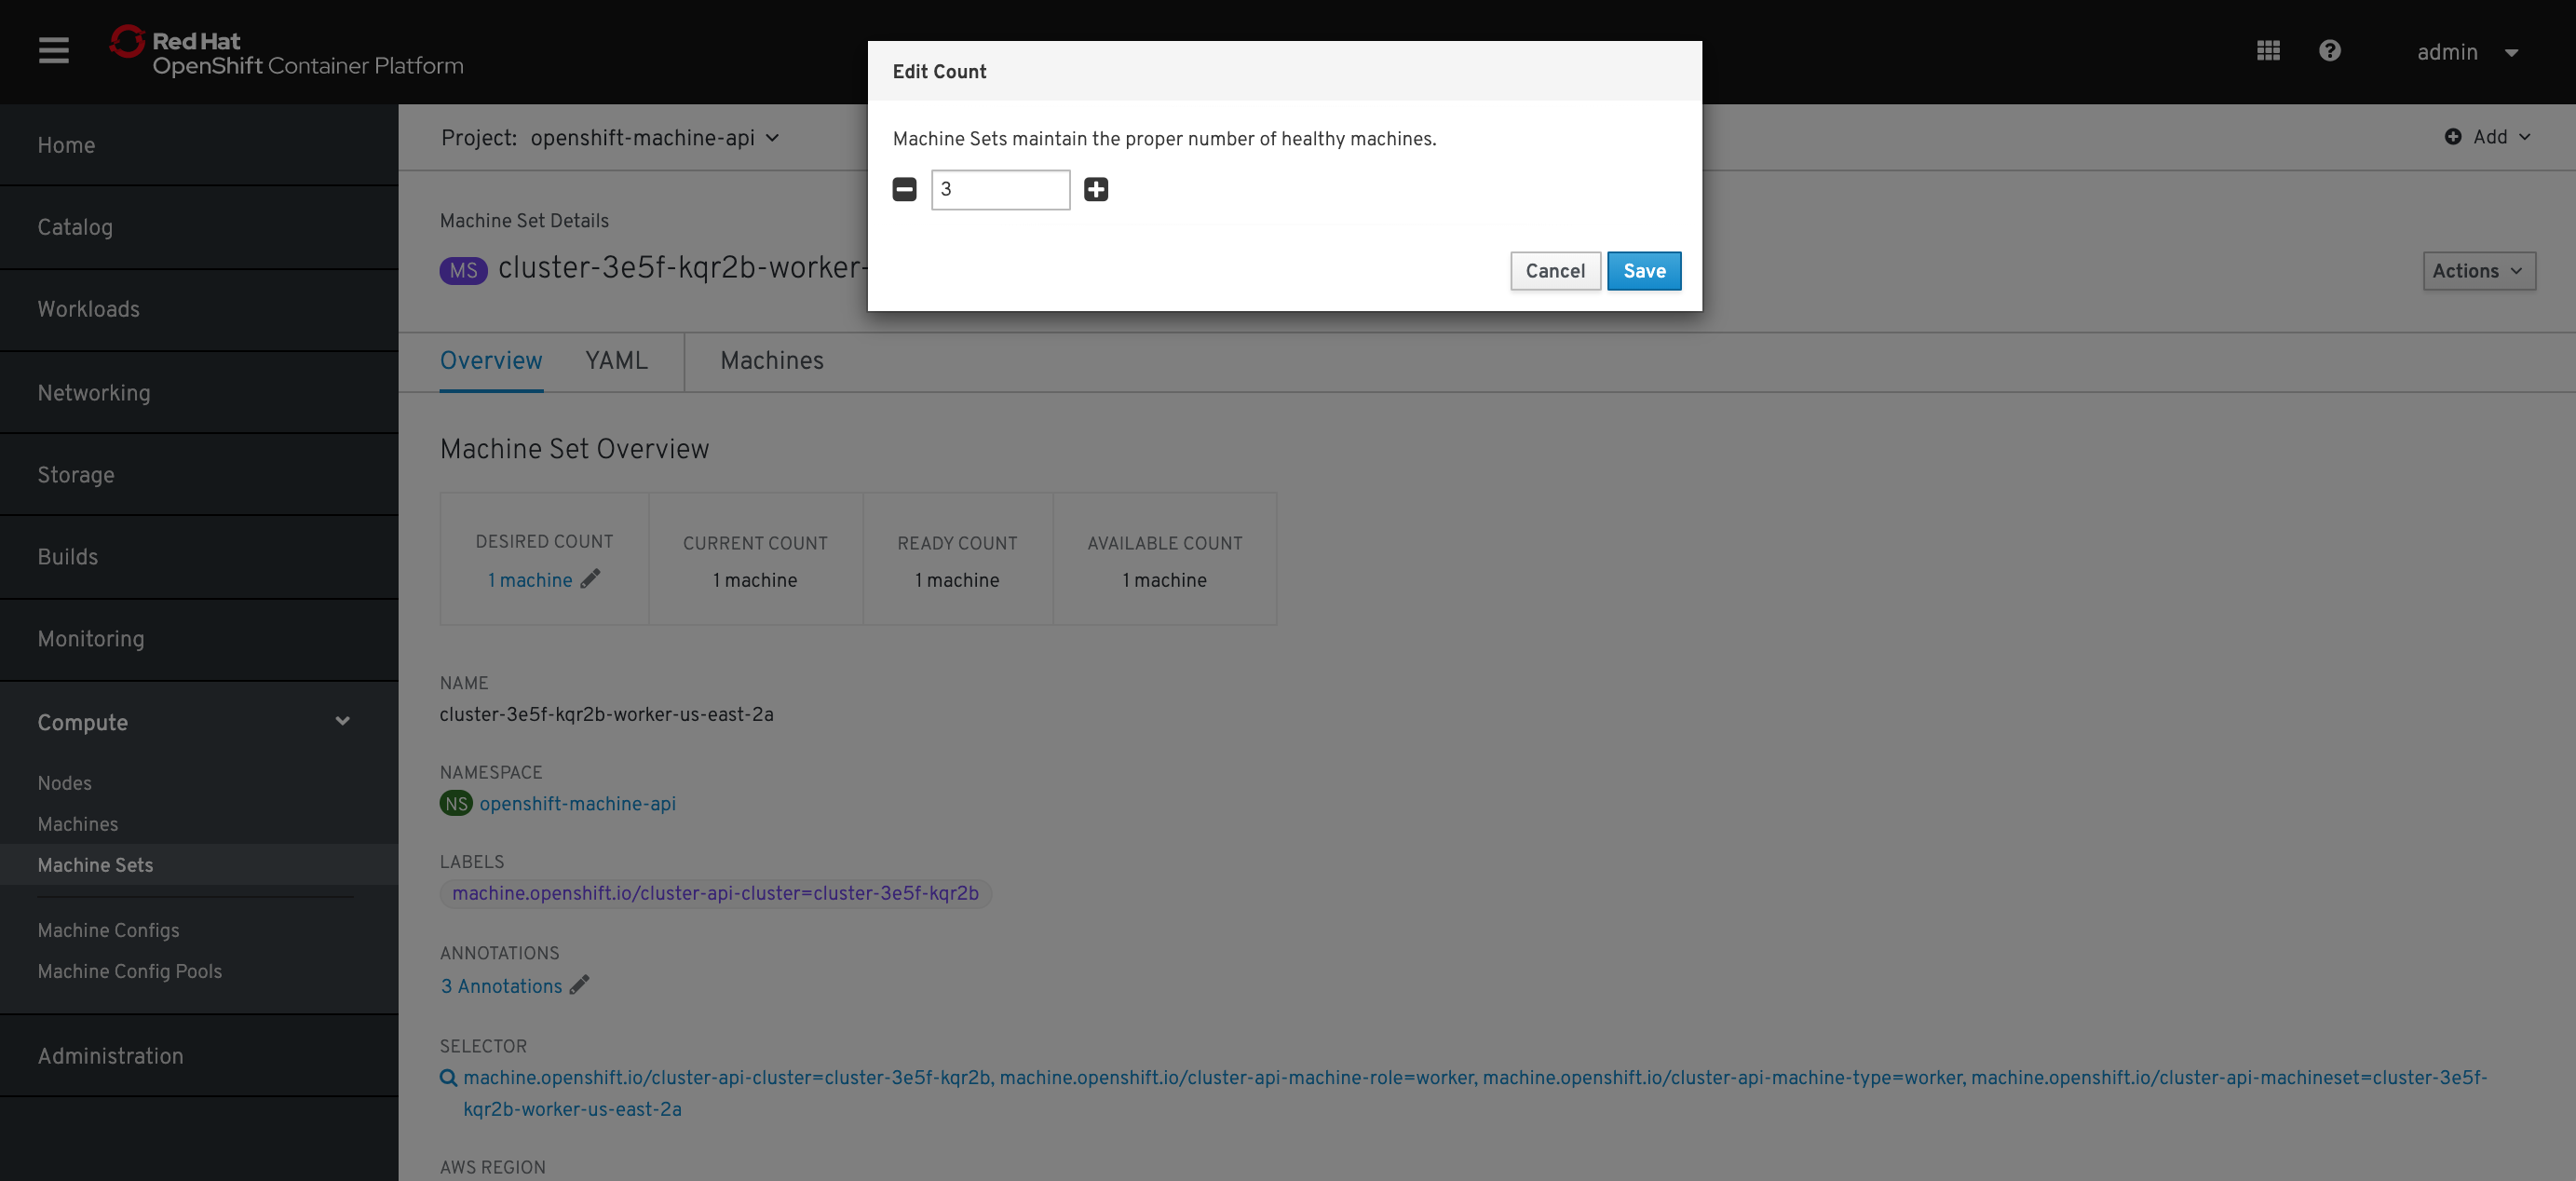 Red Hat
OpenShift Container Platform
admin
Edit Count
Machine Sets maintain the proper number of healthy machines.
3
Cancel
Save
Home
Catalog
Workloads
Networking
Storage
Builds
Monitoring
Compute
Nodes
Machines
Machine Sets
Machine Configs
Machine Config Pools
Administration
Project: openshift-machine-api
Add
Machine Set Details
MS cluster-3e5f-kqr2b-worker-
Actions
Overview YAML Machines
Machine Set Overview
DESIRED COUNT
1 machine
CURRENT COUNT
1 machine
READY COUNT
1 machine
AVAILABLE COUNT
1 machine
NAME
cluster-3e5f-kqr2b-worker-us-east-2a
NAMESPACE
NS openshift-machine-api
LABELS
machine.openshift.io/cluster-api-cluster=cluster-3e5f-kqr2b
ANNOTATIONS
3 Annotations
SELECTOR
machine.openshift.io/cluster-api-cluster=cluster-3e5f-kqr2b, machine.openshift.io/cluster-api-machine-role=worker, machine.openshift.io/cluster-api-machine-type=worker, machine.openshift.io/cluster-api-machineset=cluster-3e5f-
kqr2b-worker-us-east-2a
AWS REGION